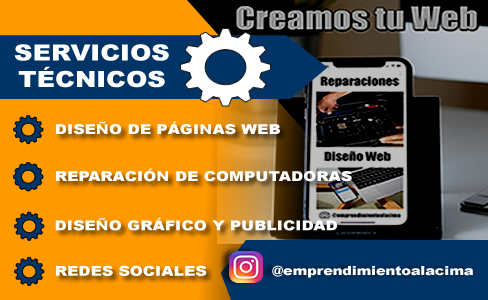 Creamos tu Web
SERVICIOS
TÉCNICOS
Reparaciones
Diseño Web
@emprendimientoalacima
DISEÑO DE PÁGINAS WEB
REPARACIÓN DE COMPUTADORAS
DISEÑO GRÁFICO Y PUBLICIDAD
REDES SOCIALES
@emprendimientoalacima